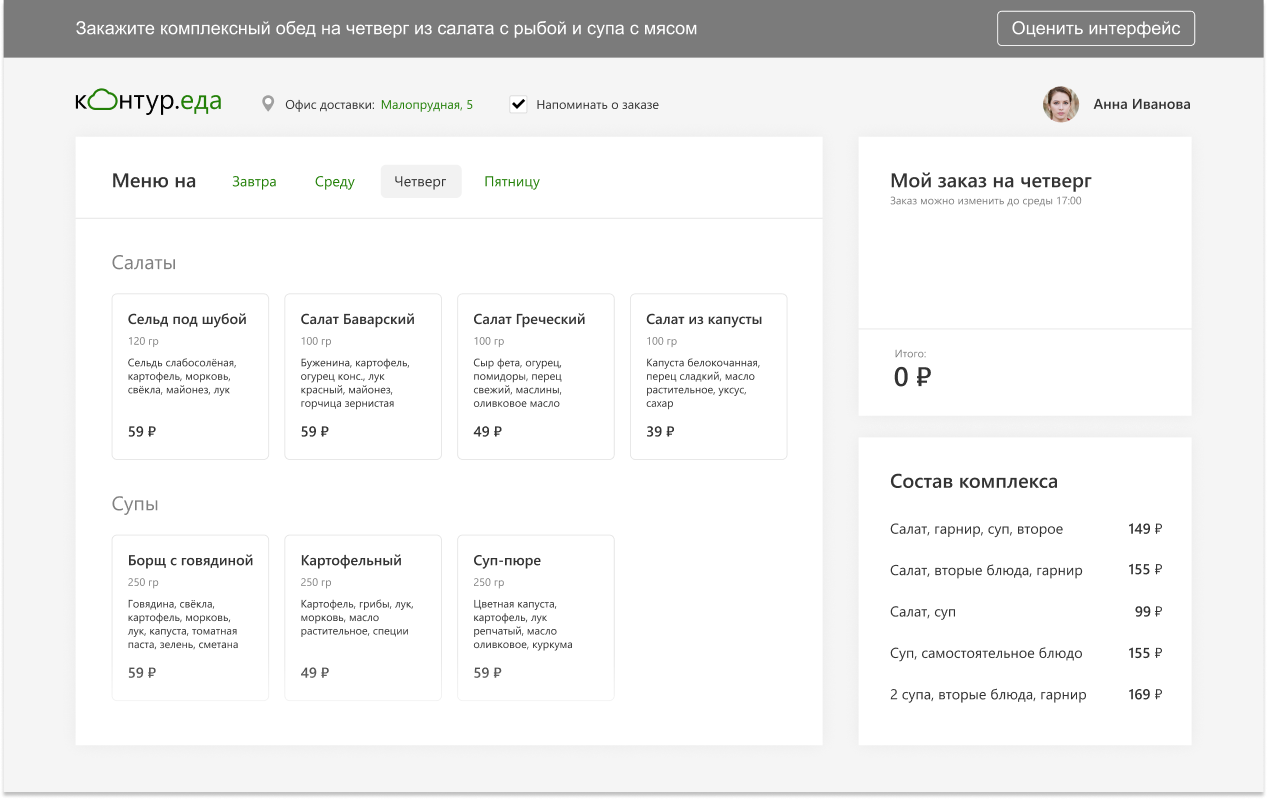 Закажите комплексный обед на четверг из салата с рыбой и супа с мясом
Оценить интерфейс
контур.еда
Офис доставки: Малопрудная, 5
Напоминать о заказе
Анна Иванова
Меню на
Завтра
Среду
Четверг
Пятницу
Салаты
Сельд под шубой
120 гр
Сельдь слабосолёная,
картофель, морковь,
свёкла, майонез, лук
59 ₽
Салат Баварский
100 гр
Буженина, картофель,
огурец конс., лук
красный, майонез,
горчица зернистая
59 ₽
Салат Греческий
100 гр
Сыр фета, огурец,
помидоры, перец
свежий, маслины,
оливковое масло
49 ₽
Салат из капусты
100 гр
Капуста белокочанная,
перец сладкий, масло
растительное, уксус,
сахар
39 ₽
Супы
Борщ с говядиной
250 гр
Говядина, свёкла,
картофель, морковь,
лук, капуста, томатная
паста, зелень, сметана
59 ₽
Картофельный
250 гр
Картофель, грибы, лук,
морковь, масло
растительное, специи
49 ₽
Суп-пюре
250 гр
Цветная капуста,
картофель, лук
репчатый, масло
оливковое, куркума
59 ₽
Мой заказ на четверг
Заказ можно изменить до среды 17:00
Итого:
0 ₽
Состав комплекса
Салат, гарнир, суп, второе 149 ₽
Салат, вторые блюда, гарнир 155 ₽
Салат, суп 99 ₽
Суп, самостоятельное блюдо 155 ₽
2 супа, вторые блюда, гарнир 169 ₽